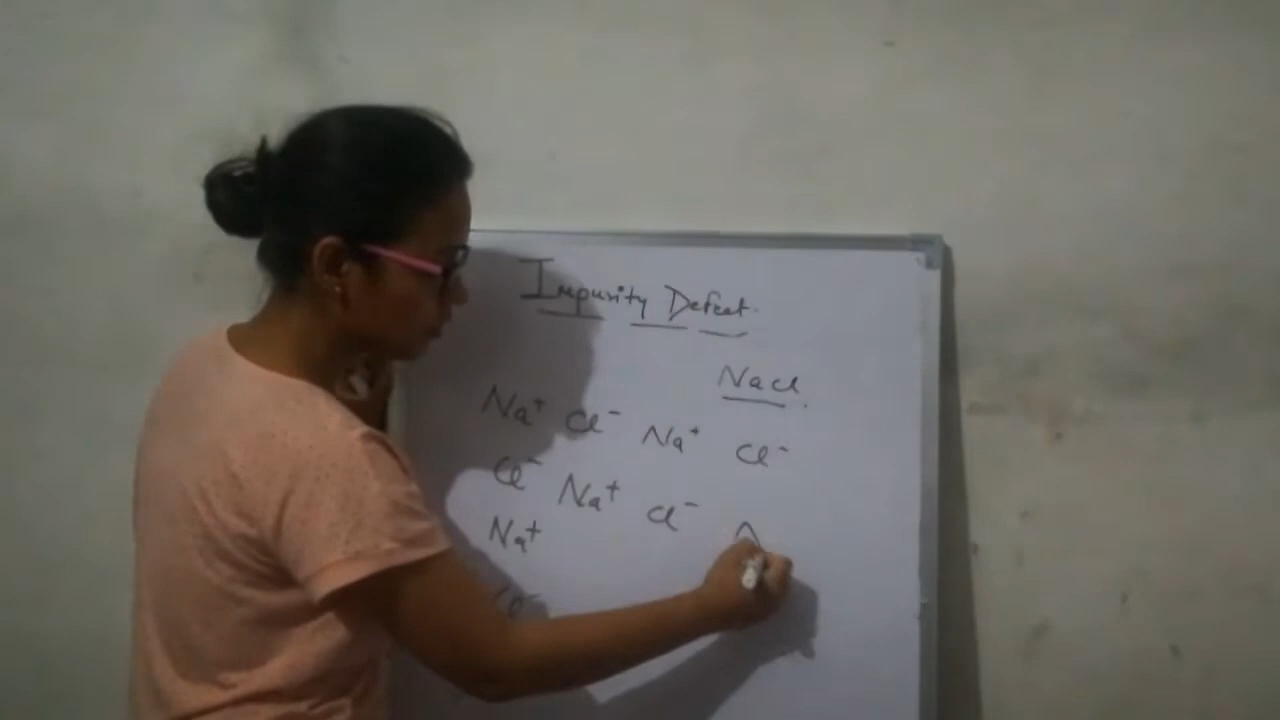 Impurity Defect.
NaCl.
Na⁺ Cl⁻ Na⁺ Cl⁻
Cl⁻ Na⁺ Cl⁻
Na⁺
Cl⁻